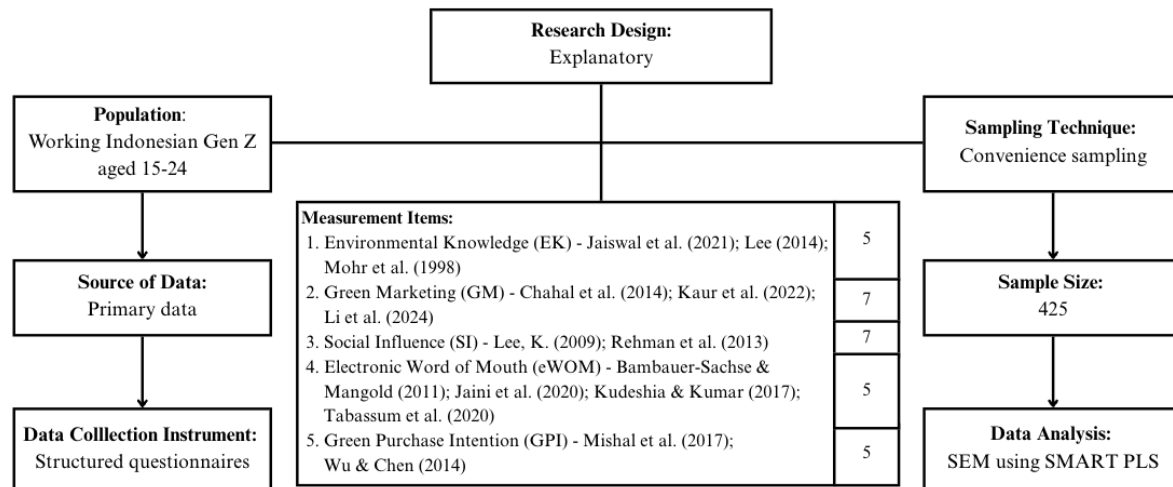 Research Design:
Explanatory
Population:
Working Indonesian Gen Z
aged 15-24
Sampling Technique:
Convenience sampling
Measurement Items:
1. Environmental Knowledge (EK) - Jaiswal et al. (2021); Lee (2014);
Mohr et al. (1998)
5
2. Green Marketing (GM) - Chahal et al. (2014); Kaur et al. (2022);
Li et al. (2024)
7
3. Social Influence (SI) - Lee, K. (2009); Rehman et al. (2013)
7
4. Electronic Word of Mouth (eWOM) - Bambauer-Sachse &
Mangold (2011); Jaini et al. (2020); Kudeshia & Kumar (2017);
Tabassum et al. (2020)
5
5. Green Purchase Intention (GPI) - Mishal et al. (2017);
Wu & Chen (2014)
5
Source of Data:
Primary data
Sample Size:
425
Data Colllection Instrument:
Structured questionnaires
Data Analysis:
SEM using SMART PLS